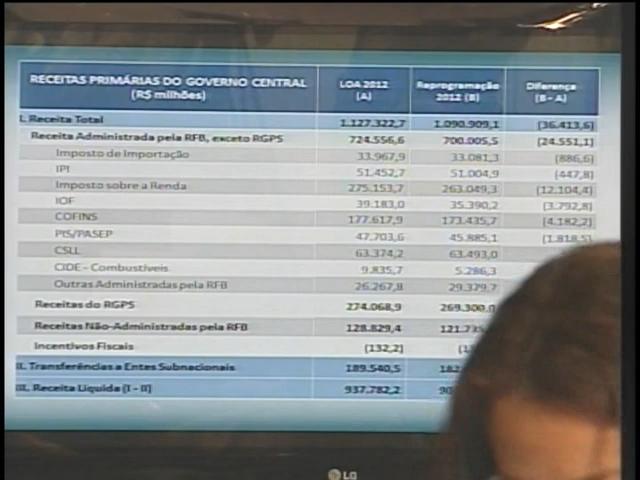 RECEITAS PRIMÁRIAS DO GOVERNO CENTRAL (R$ milhões) LOA 2012 (A) Reprogramação 2012 (B) Diferença (B - A)
I. Receita Total 1.127.322,7 1.090.909,1 (36.413,6)
Receita Administrada pela RFB, exceto RGPS 724.556,6 700.005,5 (24.551,1)
Imposto de Importação 33.967,9 33.081,3 (886,6)
IPI 51.452,7 51.004,9 (447,8)
Imposto sobre a Renda 275.153,7 263.049,3 (12.104,4)
IOF 39.183,0 35.390,2 (3.792,8)
COFINS 177.617,9 173.435,7 (4.182,2)
PIS/PASEP 47.703,6 45.885,1 (1.818,5)
CSLL 63.374,2 63.493,0
CIDE - Combustíveis 9.835,7 5.286,3
Outras Administradas pela RFB 26.267,8 29.379,7
Receitas do RGPS 274.068,9 269.300,0
Receitas Não-Administradas pela RFB 128.829,4
Incentivos Fiscais (132,2)
II. Transferências a Entes Subnacionais 189.540,5
III. Receita Líquida (I - II) 937.782,2
LG